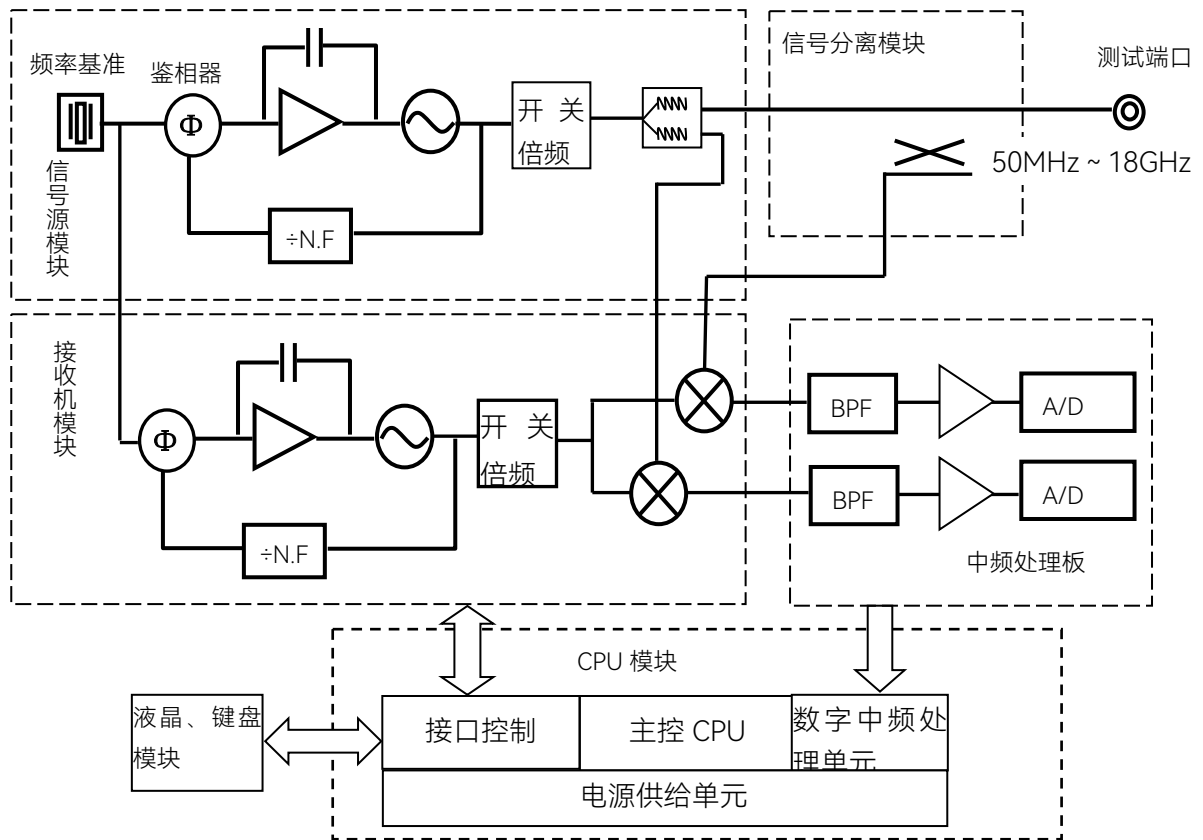 频率基准
鉴相器
Φ
开 关
倍频
÷N.F
信号源模块
信号分离模块
测试端口
50MHz ~ 18GHz
接收机模块
Φ
开 关
倍频
÷N.F
BPF
A/D
BPF
A/D
中频处理板
CPU 模块
液晶、键盘
模块
接口控制
主控 CPU
数字中频处
理单元
电源供给单元